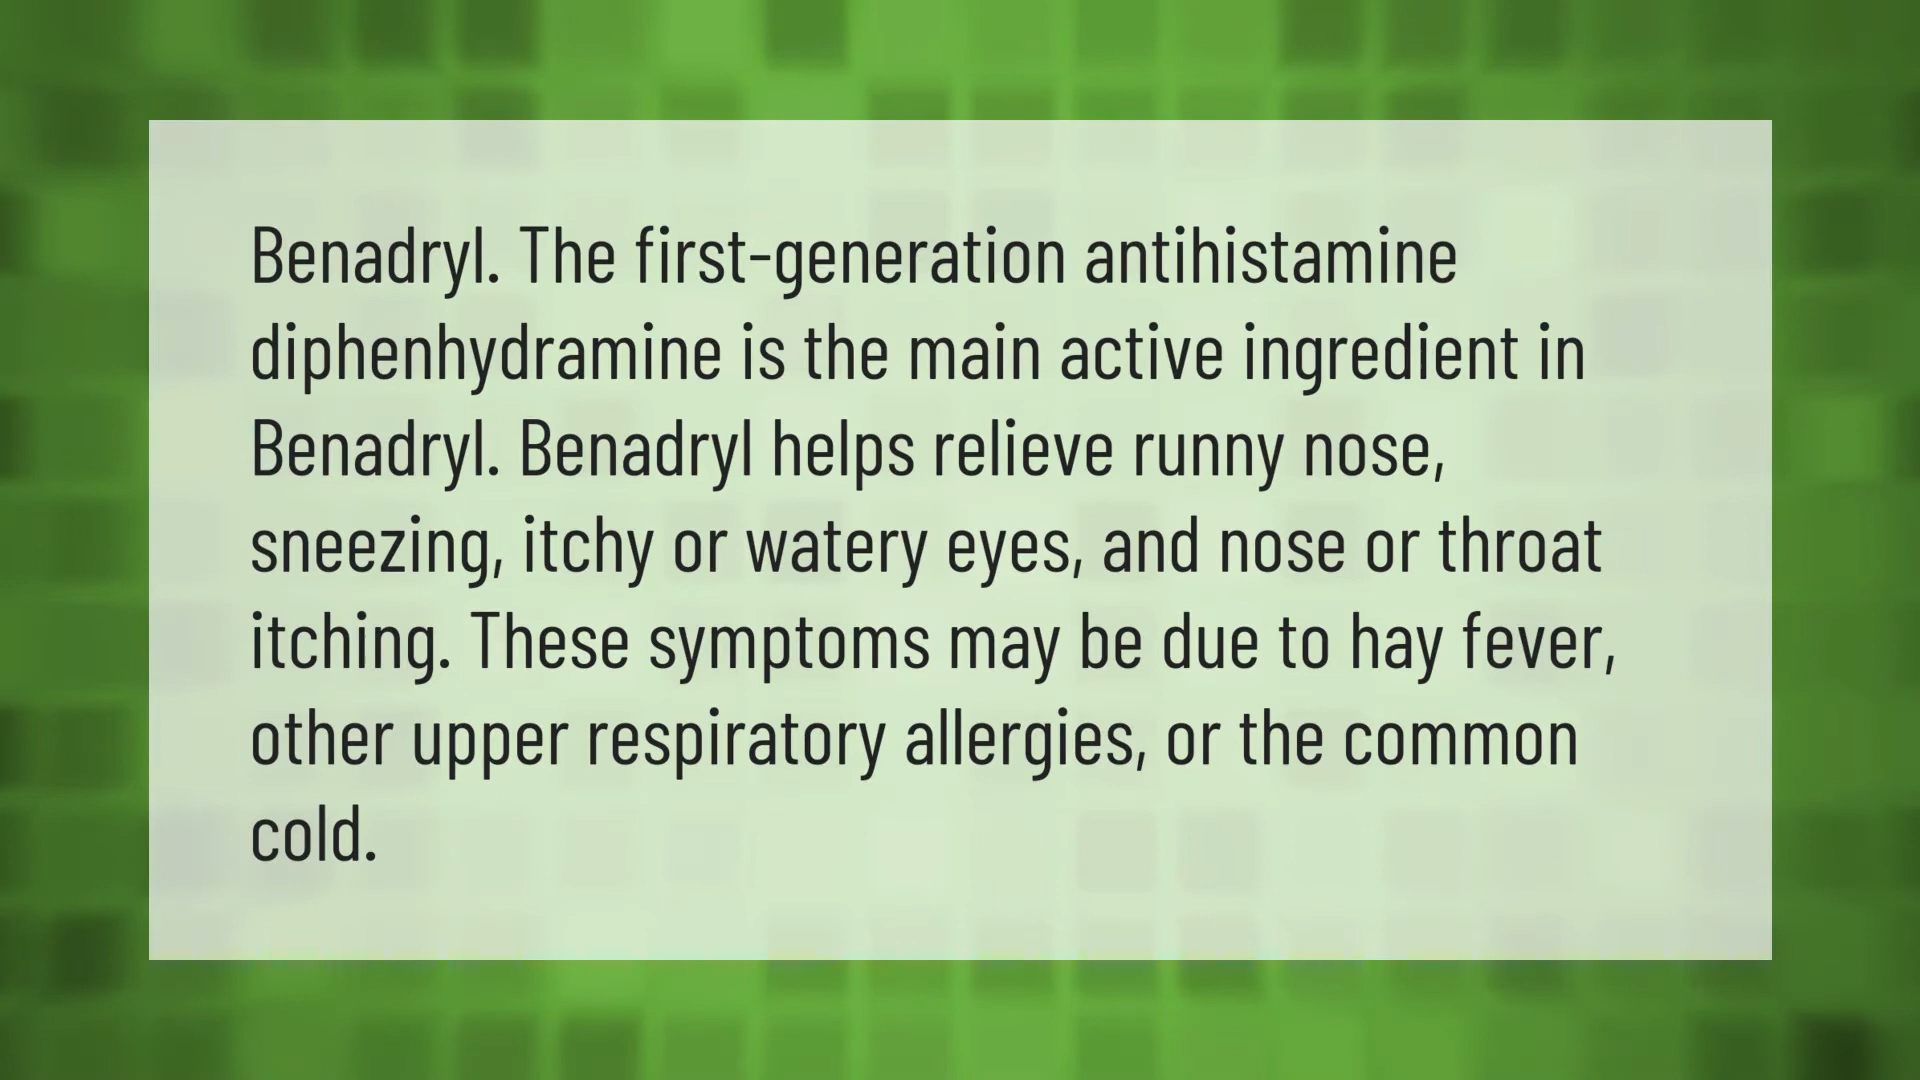 Benadryl. The first-generation antihistamine
diphenhydramine is the main active ingredient in
Benadryl. Benadryl helps relieve runny nose,
sneezing, itchy or watery eyes, and nose or throat
itching. These symptoms may be due to hay fever,
other upper respiratory allergies, or the common
cold.